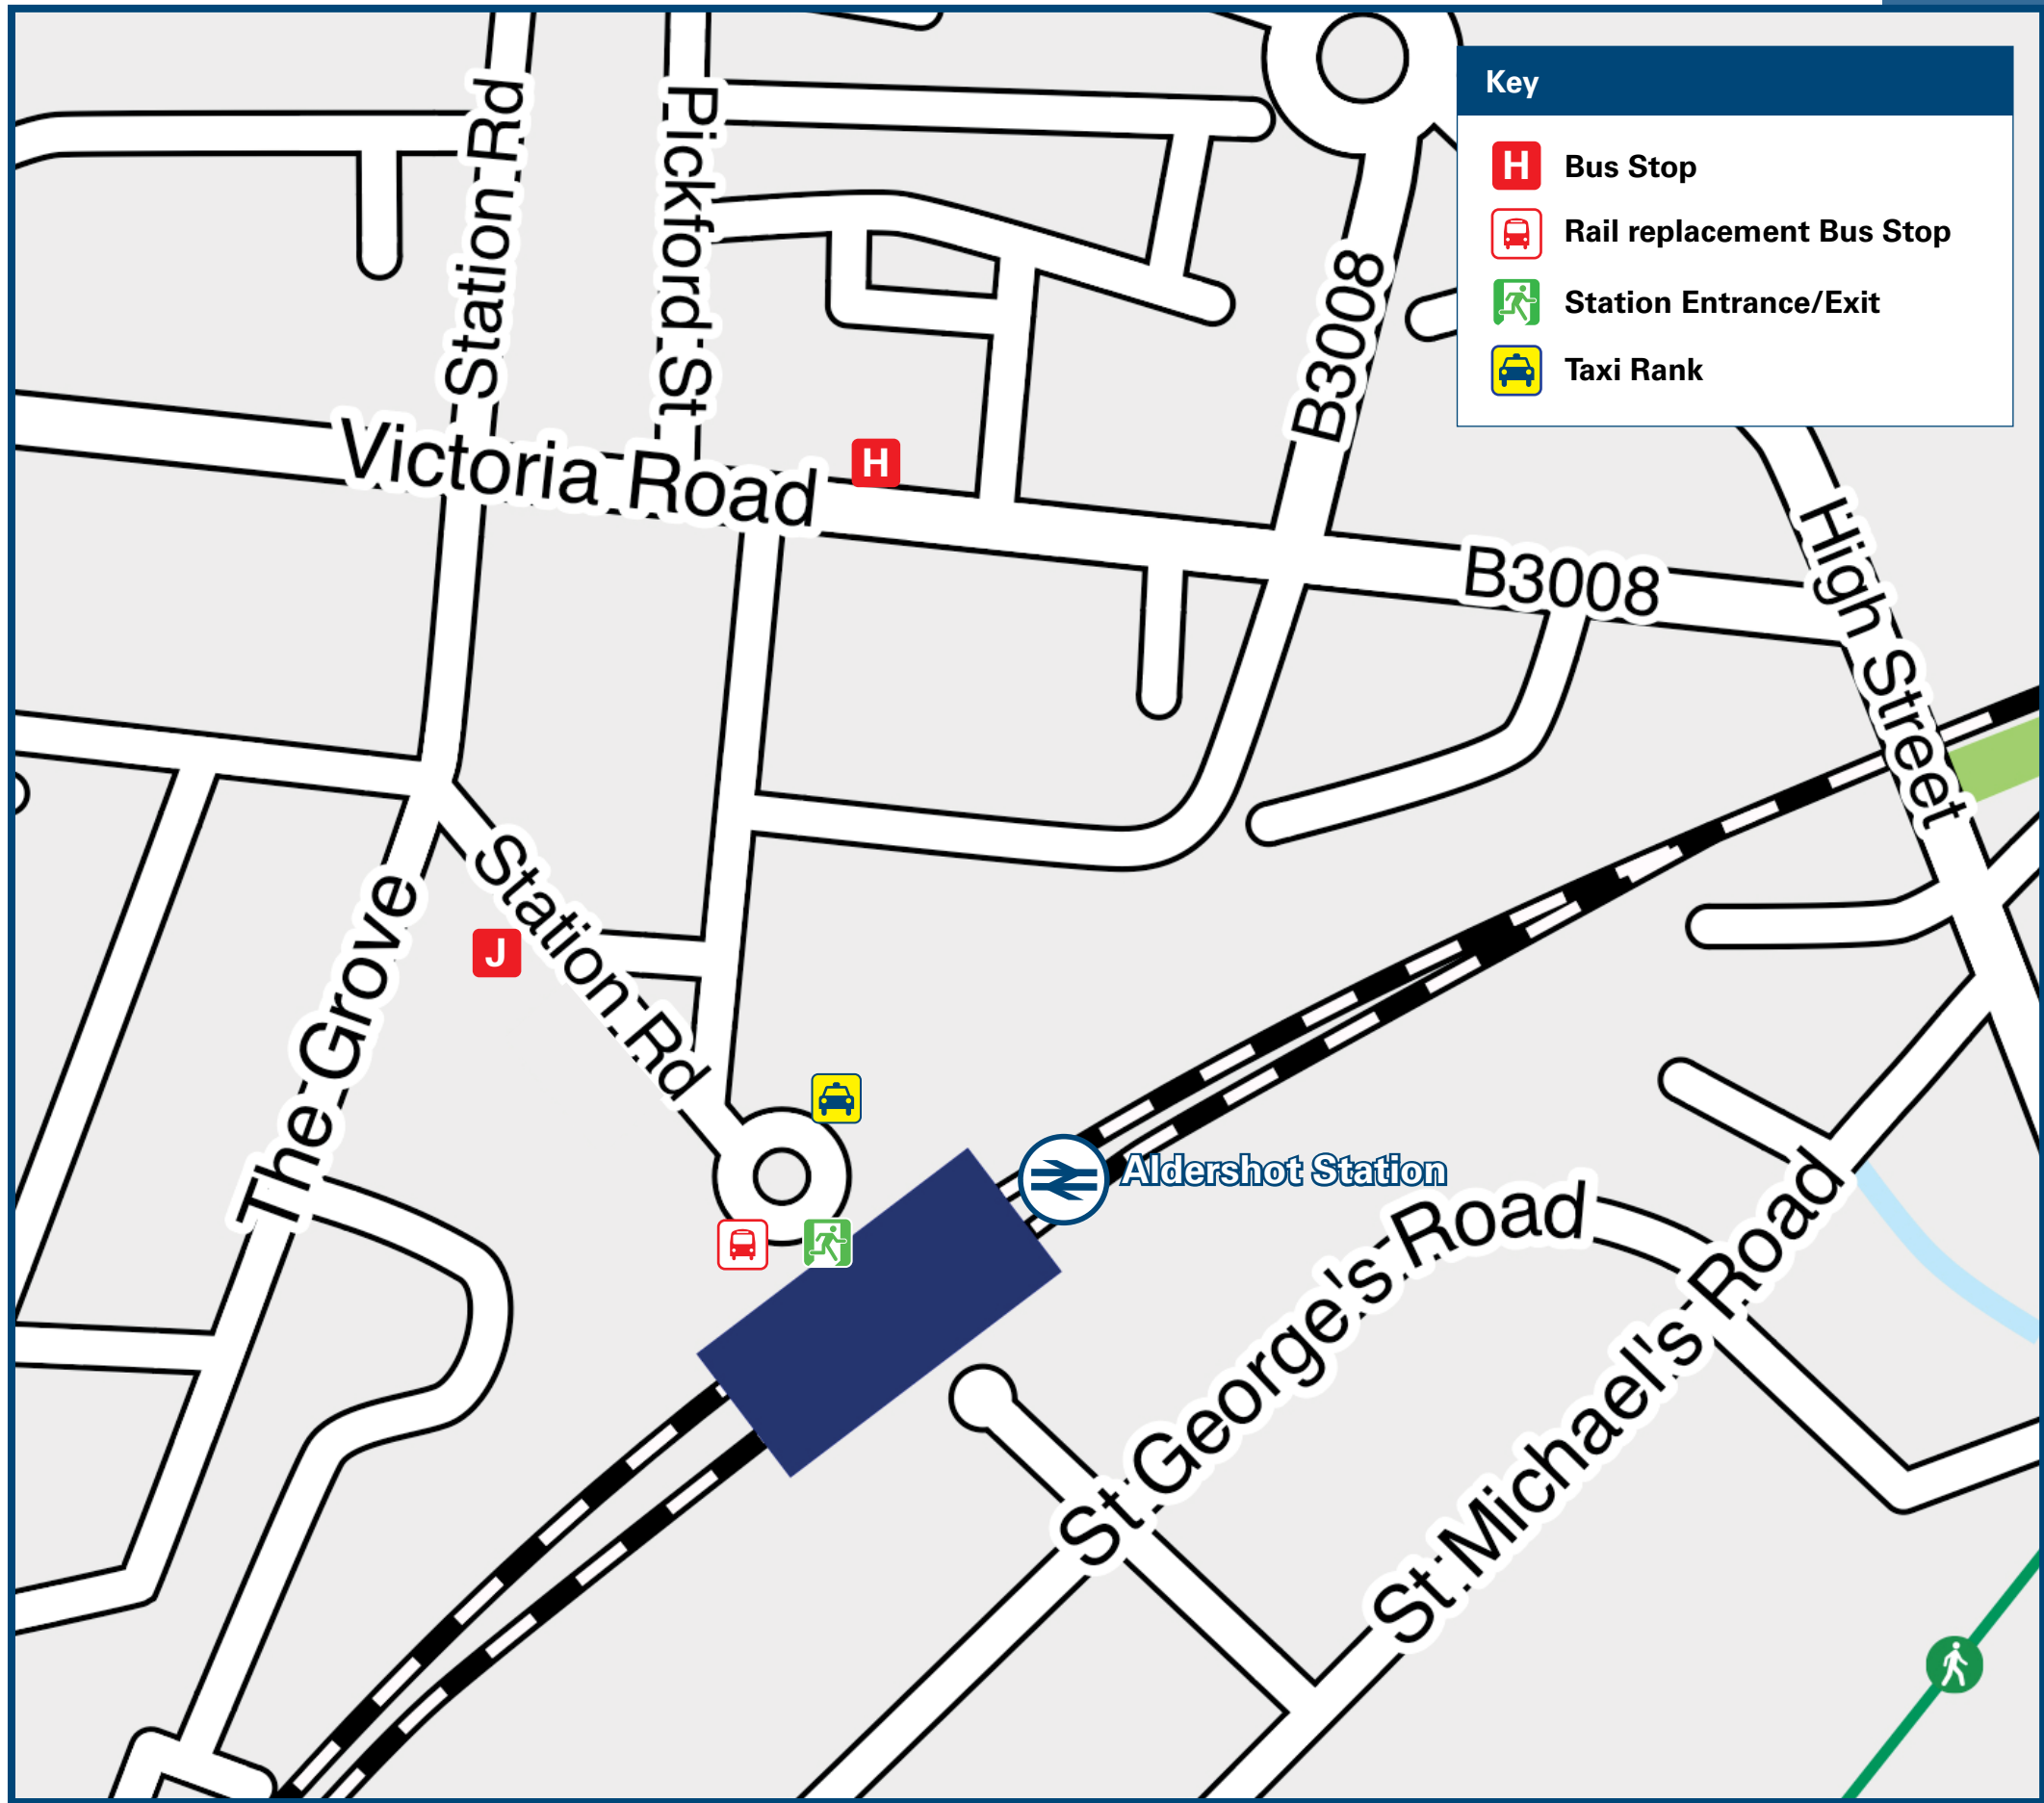 Key
H Bus Stop
Rail replacement Bus Stop
Station Entrance/Exit
Taxi Rank
Station Rd
Pickford St
B3008
Victoria Road
H
B3008
High Street
Station Rd
J
The Grove
Aldershot Station
St George's Road
St Michael's Road